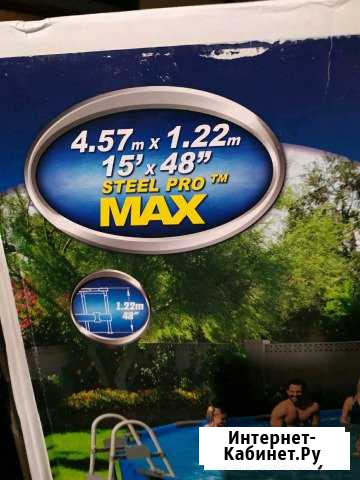 4.57m x 1.22m
15' x 48"
STEEL PRO™
MAX
1.22m
48"
Интернет-
Кабинет.Ру